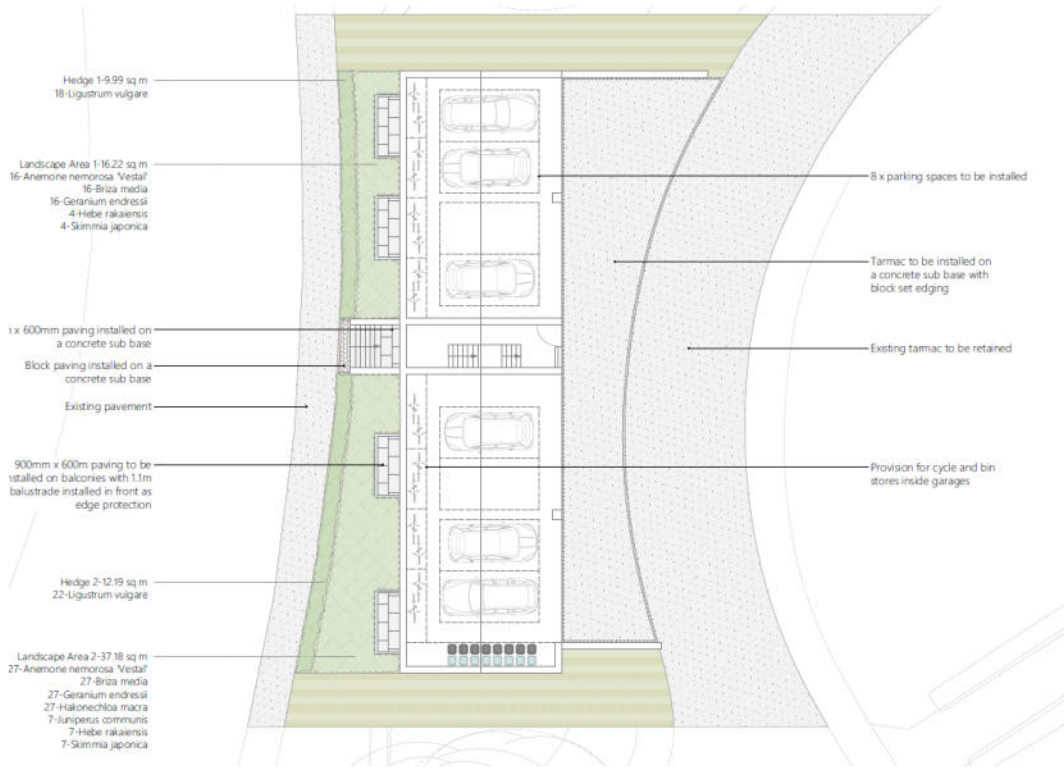 Hedge 1-9.99 sq m
18-Ligustrum vulgare
Landscape Area 1-16.22 sq m
16-Anemone nemorosa 'Vestal'
16-Briza media
16-Geranium endressii
4-Hebe rakaiensis
4-Skimmia japonica
x 600mm paving installed on
a concrete sub base
Block paving installed on a
concrete sub base
Existing pavement
900mm x 600m paving to be
installed on balconies with 1.1m
balustrade installed in front as
edge protection
Hedge 2-12.19 sq m
22-Ligustrum vulgare
Landscape Area 2-37.18 sq m
27-Anemone nemorosa 'Vestal'
27-Briza media
27-Geranium endressii
27-Hakonechloa macra
7-Juniperus communis
7-Hebe rakaiensis
7-Skimmia japonica
8 x parking spaces to be installed
Tarmac to be installed on
a concrete sub base with
block set edging
Existing tarmac to be retained
Provision for cycle and bin
stores inside garages